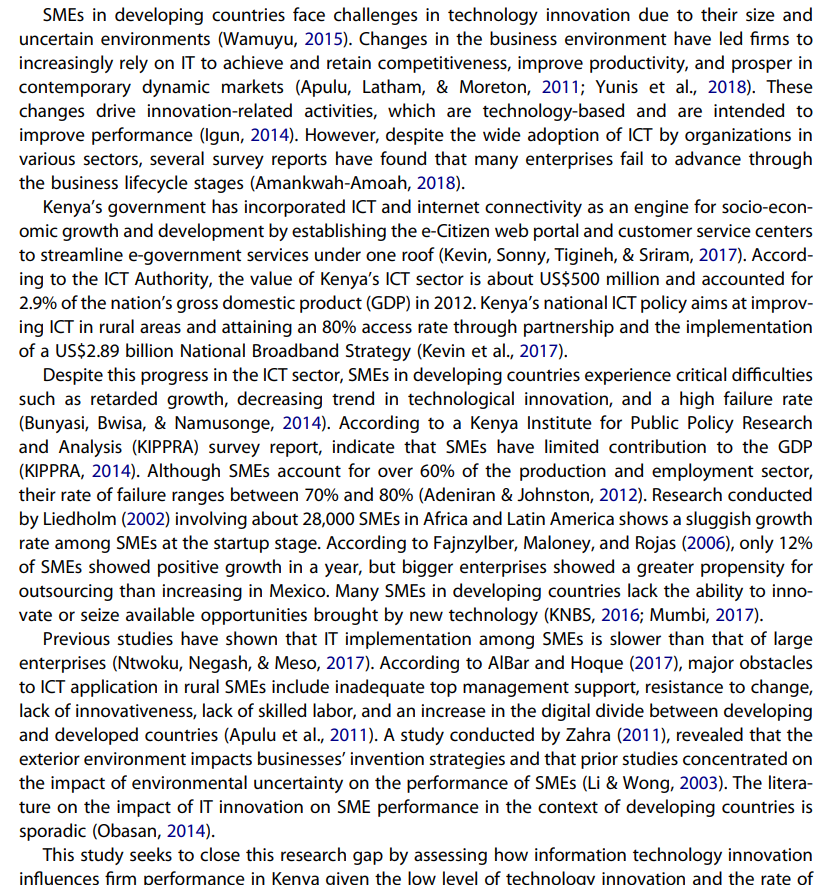 SMEs in developing countries face challenges in technology innovation due to their size and
uncertain environments (Wamuyu, 2015). Changes in the business environment have led firms to
increasingly rely on IT to achieve and retain competitiveness, improve productivity, and prosper in
contemporary dynamic markets (Apulu, Latham, & Moreton, 2011; Yunis et al., 2018). These
changes drive innovation-related activities, which are technology-based and are intended to
improve performance (Igun, 2014). However, despite the wide adoption of ICT by organizations in
various sectors, several survey reports have found that many enterprises fail to advance through
the business lifecycle stages (Amankwah-Amoah, 2018).
Kenya's government has incorporated ICT and internet connectivity as an engine for socio-econ-
omic growth and development by establishing the e-Citizen web portal and customer service centers
to streamline e-government services under one roof (Kevin, Sonny, Tigineh, & Sriram, 2017). Accord-
ing to the ICT Authority, the value of Kenya's ICT sector is about US$500 million and accounted for
2.9% of the nation's gross domestic product (GDP) in 2012. Kenya's national ICT policy aims at improv-
ing ICT in rural areas and attaining an 80% access rate through partnership and the implementation
of a US$2.89 billion National Broadband Strategy (Kevin et al., 2017).
Despite this progress in the ICT sector, SMEs in developing countries experience critical difficulties
such as retarded growth, decreasing trend in technological innovation, and a high failure rate
(Bunyasi, Bwisa, & Namusonge, 2014). According to a Kenya Institute for Public Policy Research
and Analysis (KIPPRA) survey report, indicate that SMEs have limited contribution to the GDP
(KIPPRA, 2014). Although SMEs account for over 60% of the production and employment sector,
their rate of failure ranges between 70% and 80% (Adeniran & Johnston, 2012). Research conducted
by Liedholm (2002) involving about 28,000 SMEs in Africa and Latin America shows a sluggish growth
rate among SMEs at the startup stage. According to Fajnzylber, Maloney, and Rojas (2006), only 12%
of SMEs showed positive growth in a year, but bigger enterprises showed a greater propensity for
outsourcing than increasing in Mexico. Many SMEs in developing countries lack the ability to inno-
vate or seize available opportunities brought by new technology (KNBS, 2016; Mumbi, 2017).
Previous studies have shown that IT implementation among SMEs is slower than that of large
enterprises (Ntwoku, Negash, & Meso, 2017). According to AlBar and Hoque (2017), major obstacles
to ICT application in rural SMEs include inadequate top management support, resistance to change,
lack of innovativeness, lack of skilled labor, and an increase in the digital divide between developing
and developed countries (Apulu et al., 2011). A study conducted by Zahra (2011), revealed that the
exterior environment impacts businesses' invention strategies and that prior studies concentrated on
the impact of environmental uncertainty on the performance of SMEs (Li & Wong, 2003). The litera-
ture on the impact of IT innovation on SME performance in the context of developing countries is
sporadic (Obasan, 2014).
This study seeks to close this research gap by assessing how information technology innovation
influences firm performance in Kenya given the low level of technology innovation and the rate of